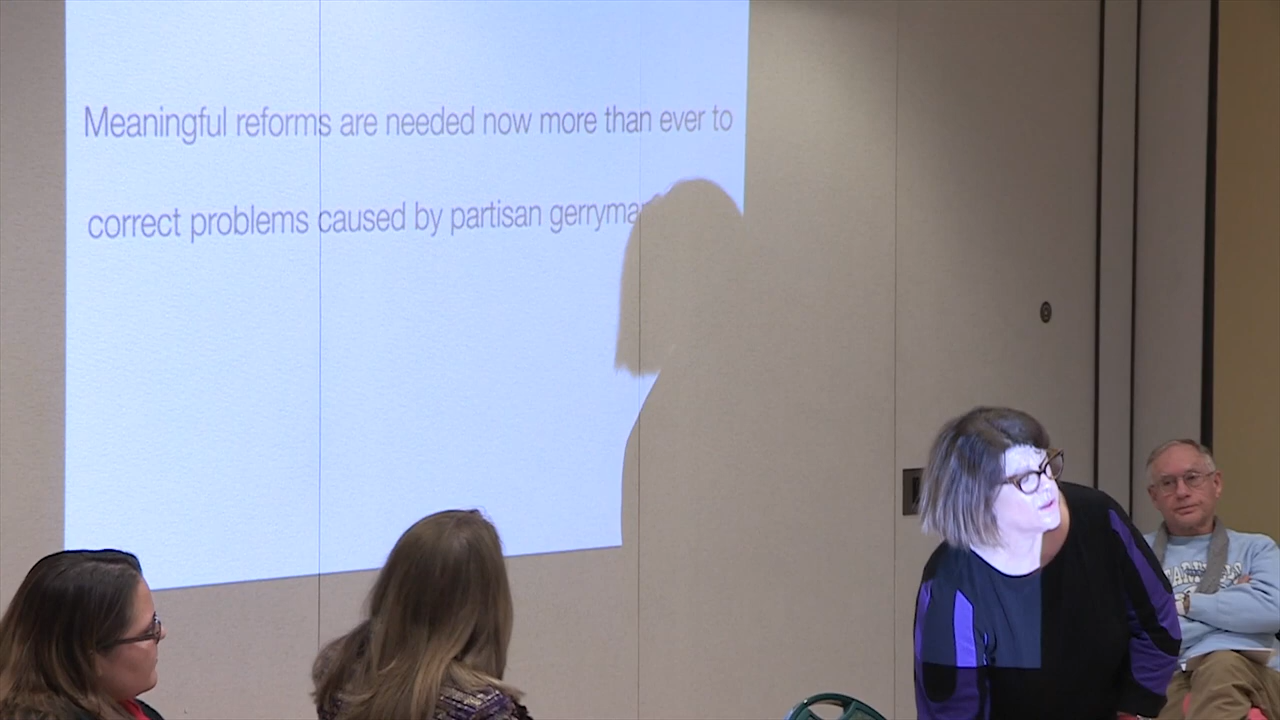 Meaningful reforms are needed now more than ever to
correct problems caused by partisan